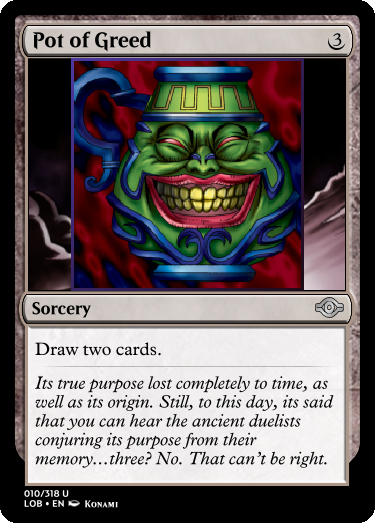 Pot of Greed 3
Sorcery
Draw two cards.
Its true purpose lost completely to time, as
well as its origin. Still, to this day, its said
that you can hear the ancient duelists
conjuring its purpose from their
memory...three? No. That can't be right.
010/318 U
LOB • EN Konami